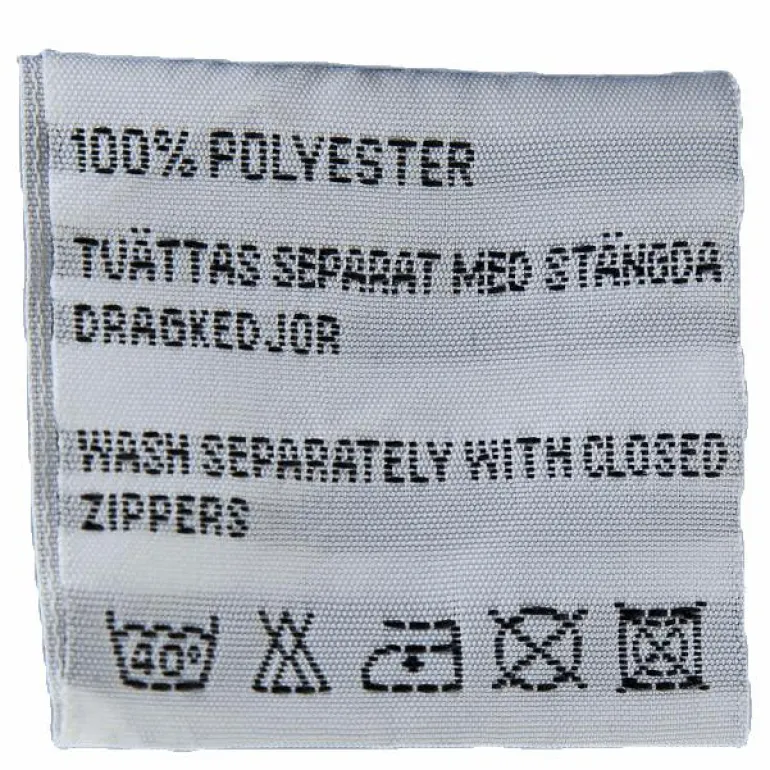 100% POLYESTER
TVÄTTAS SEPARAT MED STÄNGDA
DRAGKEDJOR
WASH SEPARATELY WITH CLOSED
ZIPPERS
40°